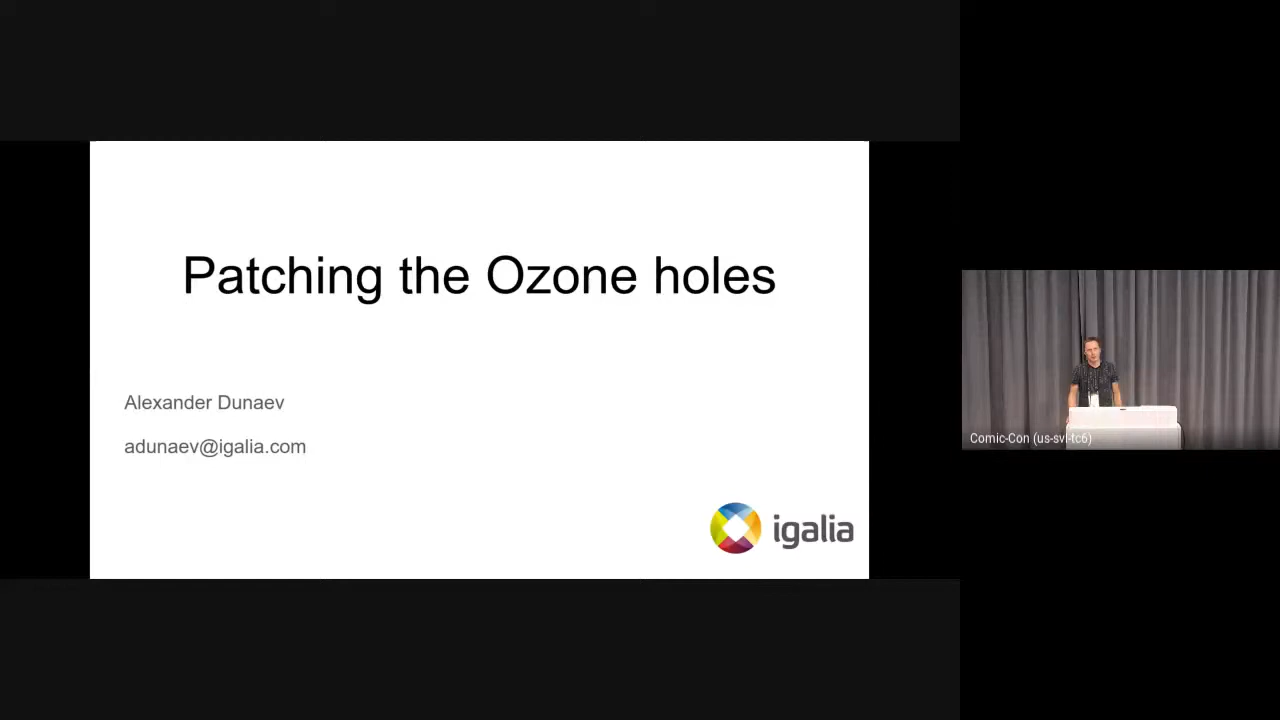 Patching the Ozone holes
Alexander Dunaev
adunaev@igalia.com
igalia
Comic-Con (us-svl-tc6)